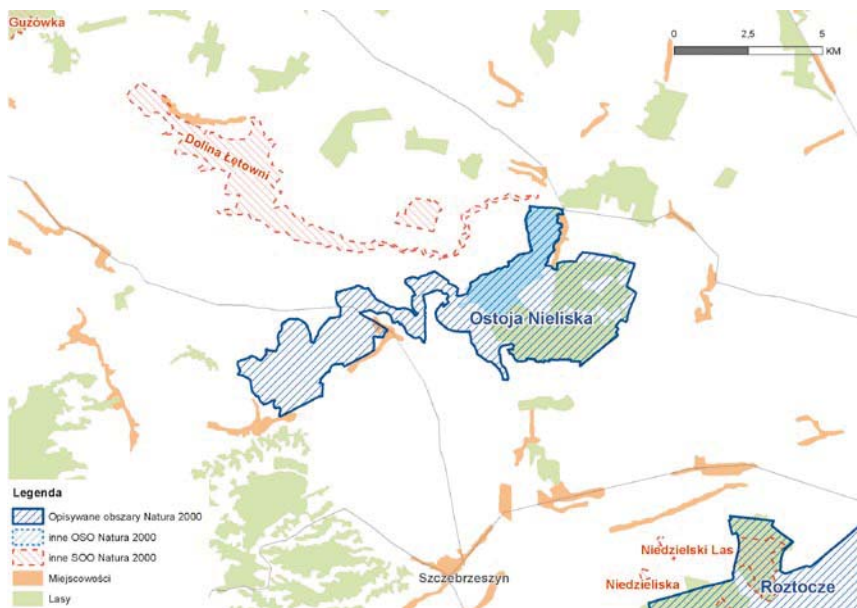 Guzówka
0 2,5 5
KM
Dolina Łętowni
Ostoja Nieliska
Legenda
Opisywane obszary Natura 2000
inne OSO Natura 2000
inne SOO Natura 2000
Miejscowości
Lasy
Szczebrzeszyn
Niedzielski Las
Niedzieliska
Roztocze